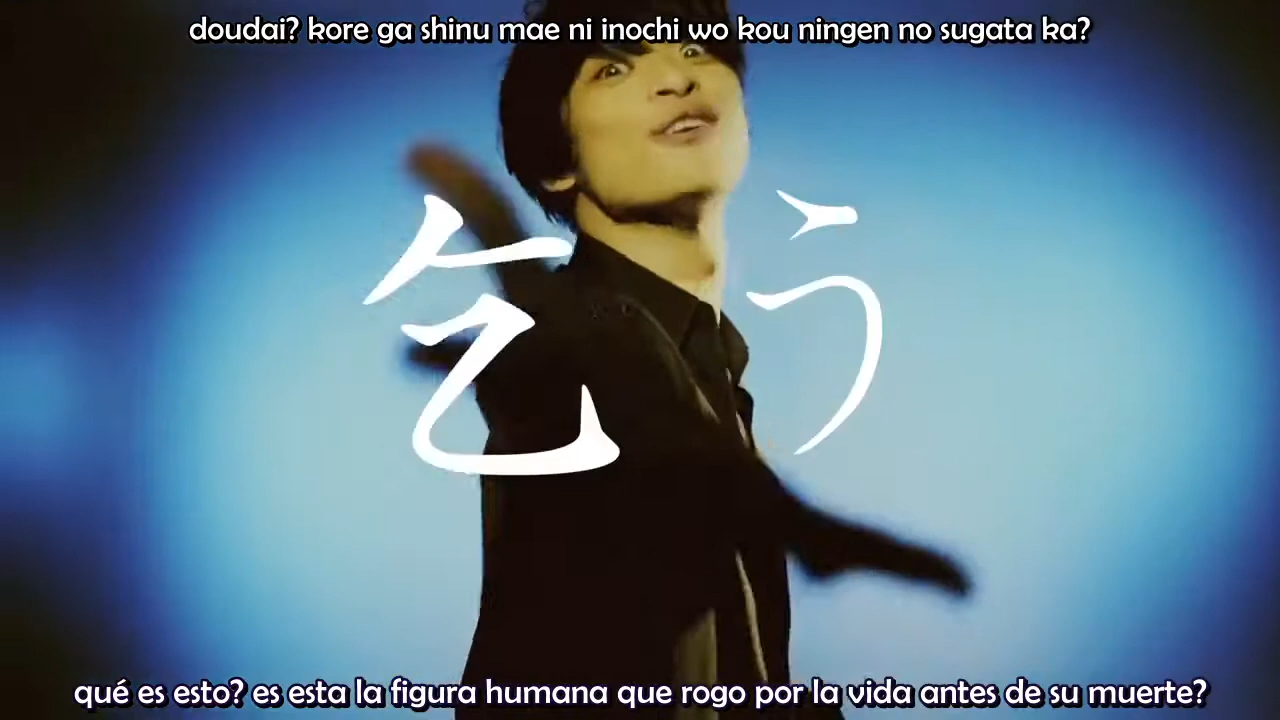 doudai? kore ga shinu mae ni inochi wo kou ningen no sugata ka?
乞う
qué es esto? es esta la figura humana que rogo por la vida antes de su muerte?